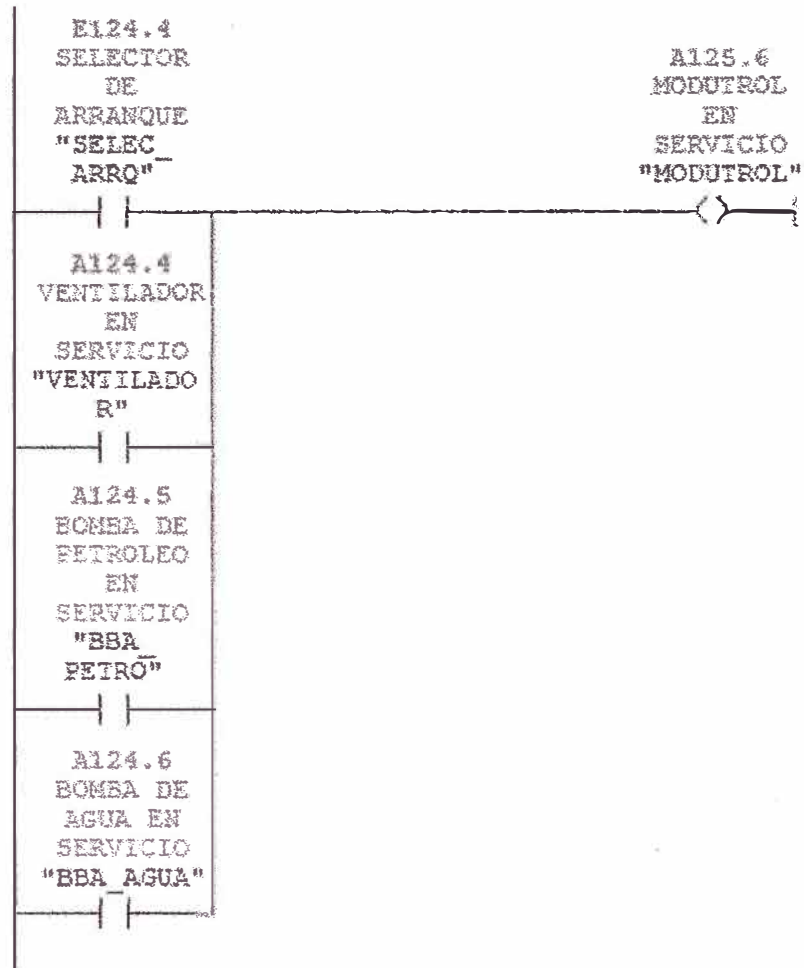 E124.4
SELECTOR
DE
ARRANQUE
"SELEC_
ARRQ"
A125.6
MODUTROL
EN
SERVICIO
"MODUTROL"
A124.4
VENTILADOR
EN
SERVICIO
"VENTILADO
R"
A124.5
BOMBA DE
PETROLEO
EN
SERVICIO
"BBA_
PETRO"
A124.6
BOMBA DE
AGUA EN
SERVICIO
"BBA_AGUA"